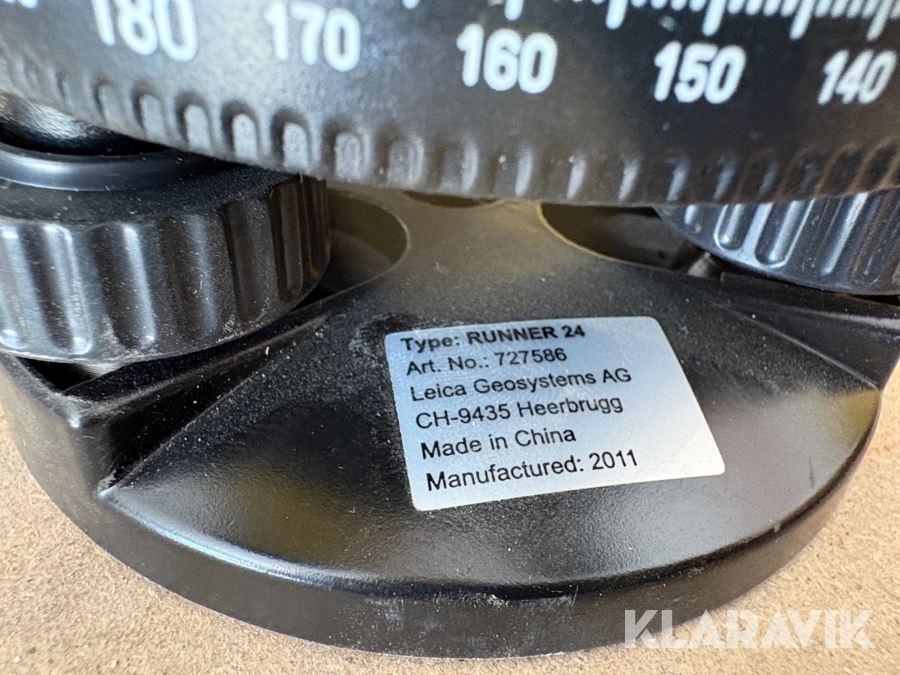 180 170 160 150 140
Type: RUNNER 24
Art. No.: 727586
Leica Geosystems AG
CH-9435 Heerbrugg
Made in China
Manufactured: 2011
KLARAVIK